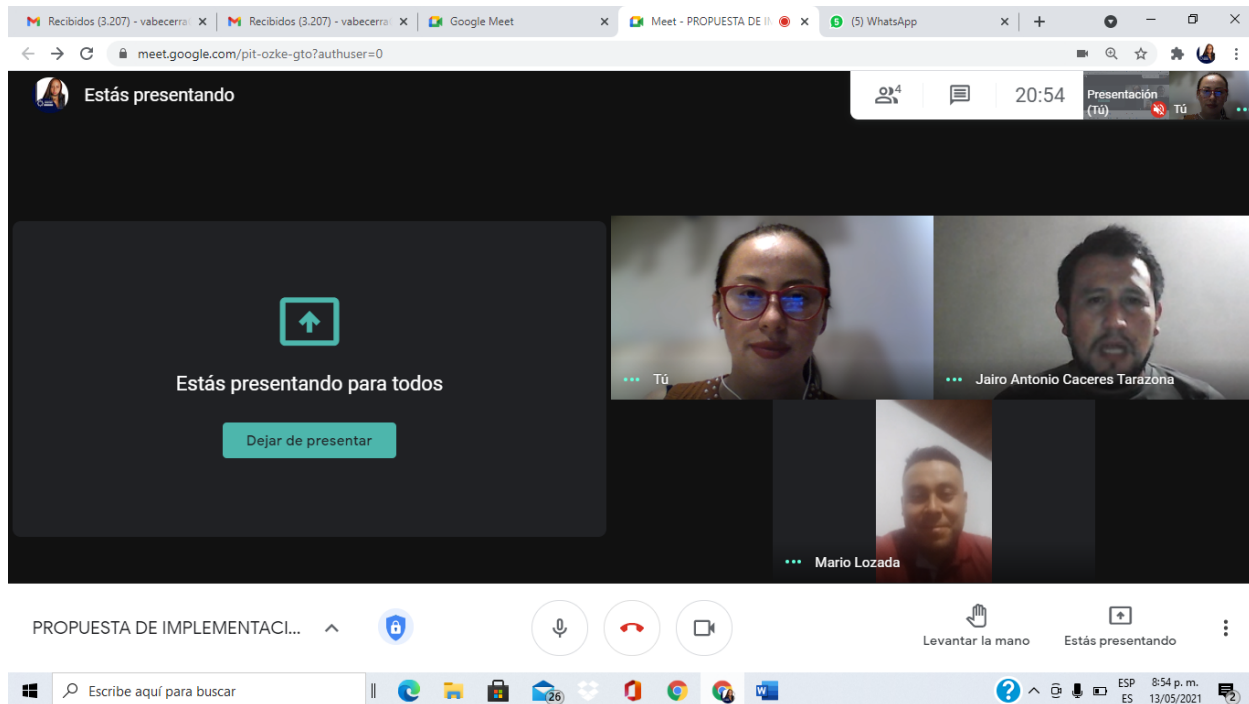 Recibidos (3.207) - vabecerra
Recibidos (3.207) - vabecerra
Google Meet
Meet - PROPUESTA DE IN
5
(5) WhatsApp
meet.google.com/pit-ozke-gto?authuser=0
Estás presentando
4
20:54
Presentación
(Tú)
Tú
Estás presentando para todos
Dejar de presentar
Tú
Jairo Antonio Caceres Tarazona
Mario Lozada
PROPUESTA DE IMPLEMENTACI...
Levantar la mano
Estás presentando
Escribe aquí para buscar
26
ESP
ES
8:54 p. m.
13/05/2021
2